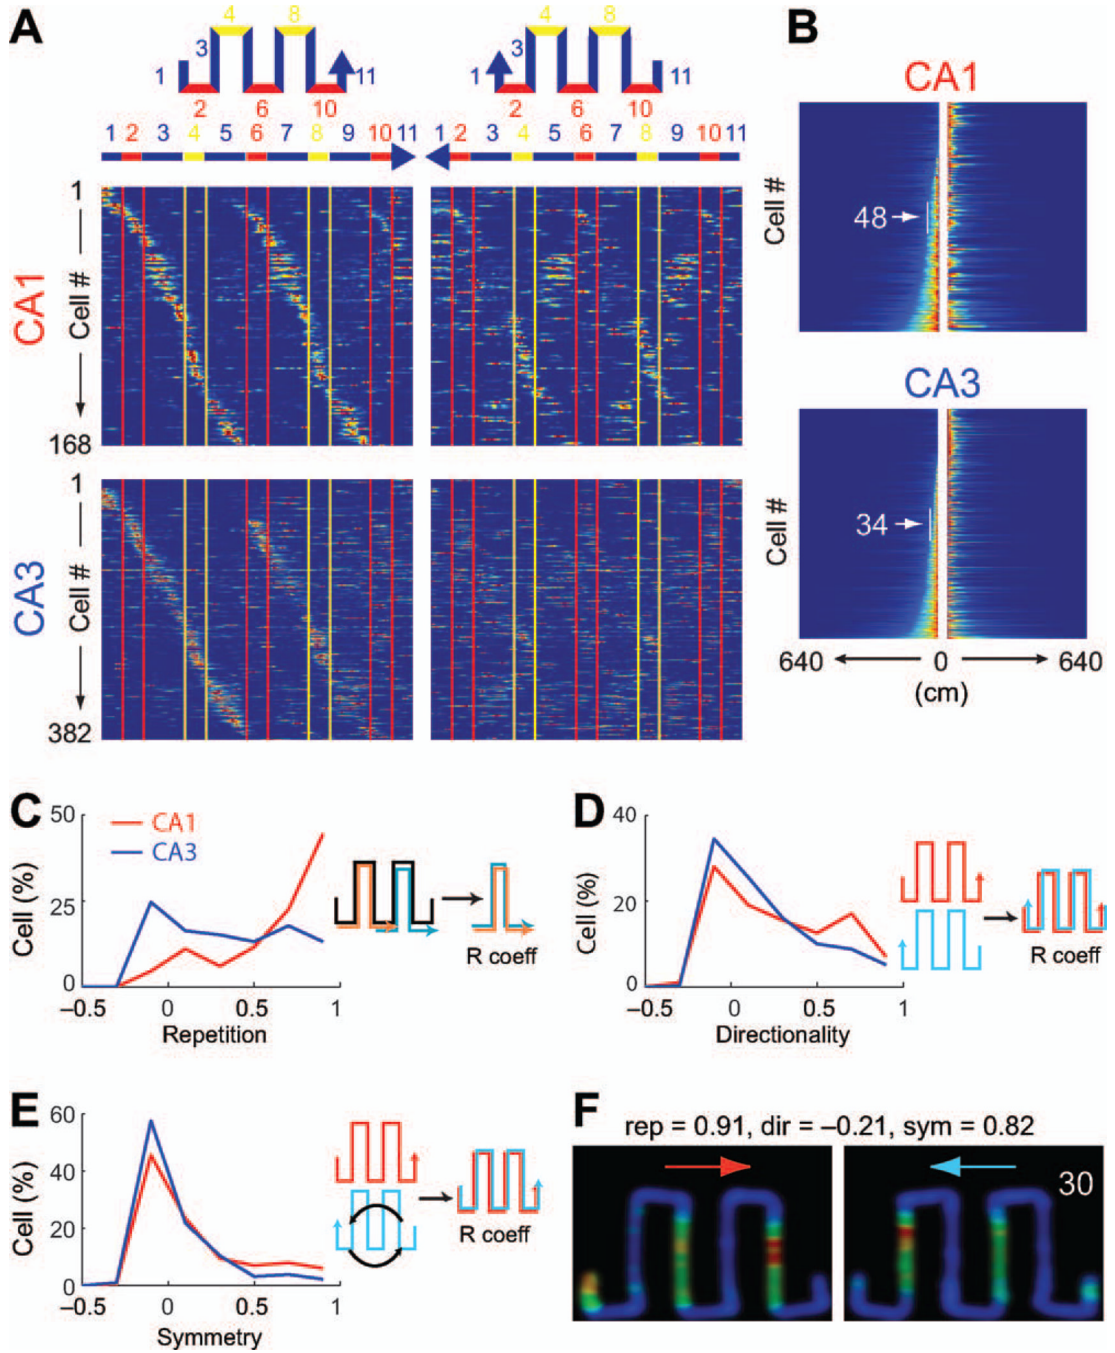 A
4 8
3
1 11
2 6 10
1 2 3 4 5 6 7 8 9 10 11
4 8
3
1 11
2 6 10
1 2 3 4 5 6 7 8 9 10 11
CA1
1
Cell #
168
CA3
1
Cell #
382
B
CA1
Cell #
48
CA3
Cell #
34
640 0 640
(cm)
C
50
25
0
Cell (%)
CA1
CA3
–0.5 0 0.5 1
Repetition
R coeff
D
40
20
0
Cell (%)
–0.5 0 0.5 1
Directionality
R coeff
E
60
40
20
0
Cell (%)
–0.5 0 0.5 1
Symmetry
R coeff
F
rep = 0.91, dir = –0.21, sym = 0.82
30